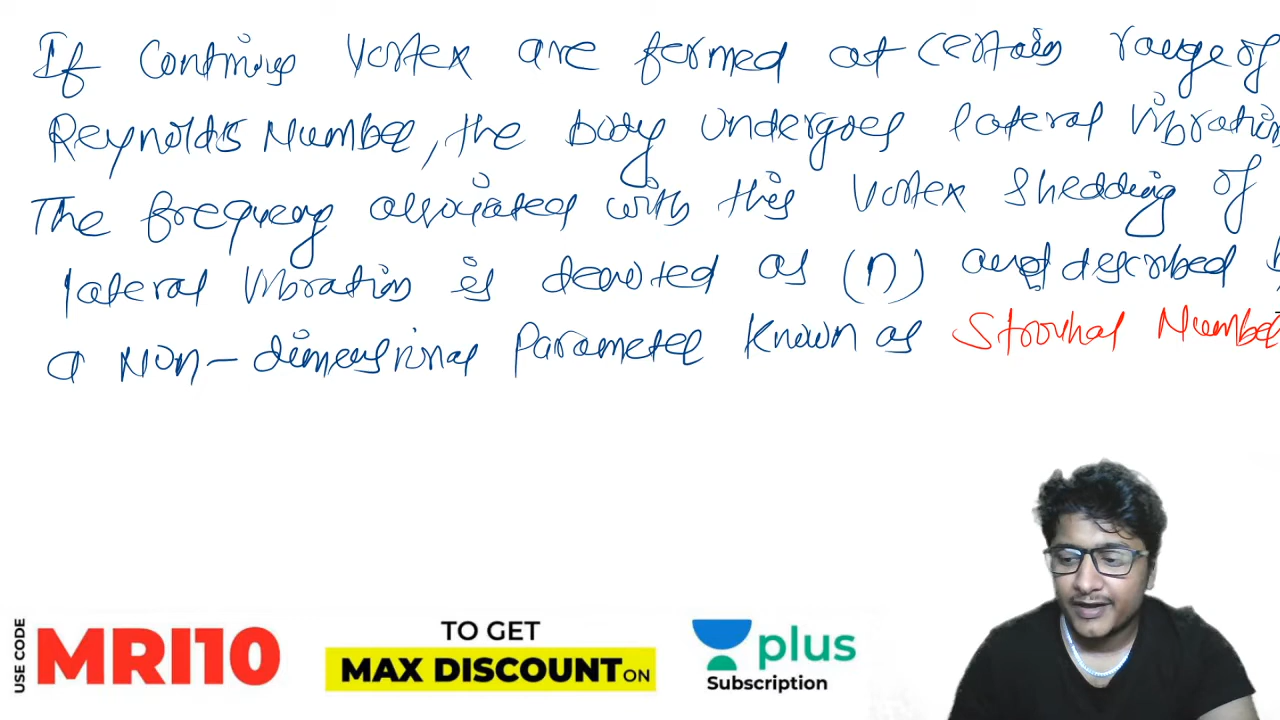 If Continuous Vortex are formed at certain range of
Reynolds Number, the body undergoes lateral vibration
The frequency associated with this Vortex Shedding of
lateral vibration is denoted as (n) and described
a Non-dimensional Parameter known as Strouhal Number
USE CODE
MRI10
TO GET
MAX DISCOUNT ON
plus
Subscription